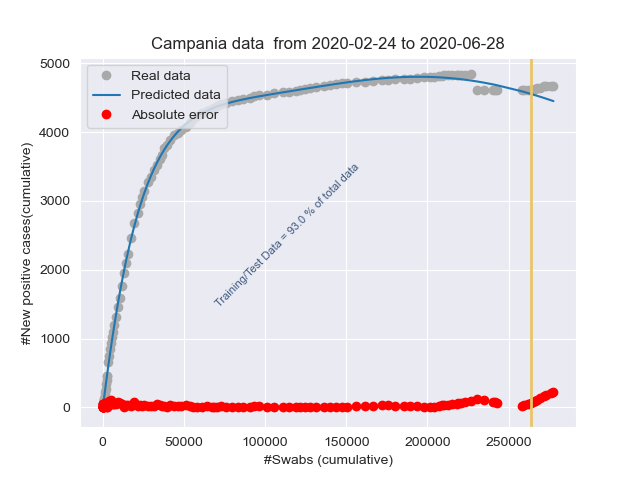 Campania data  from 2020-02-24 to 2020-06-28
Real data
Predicted data
Absolute error
#New positive cases(cumulative)
5000
4000
3000
2000
1000
0
Training/Test Data = 93.0 % of total data
0
50000
100000
150000
200000
250000
#Swabs (cumulative)